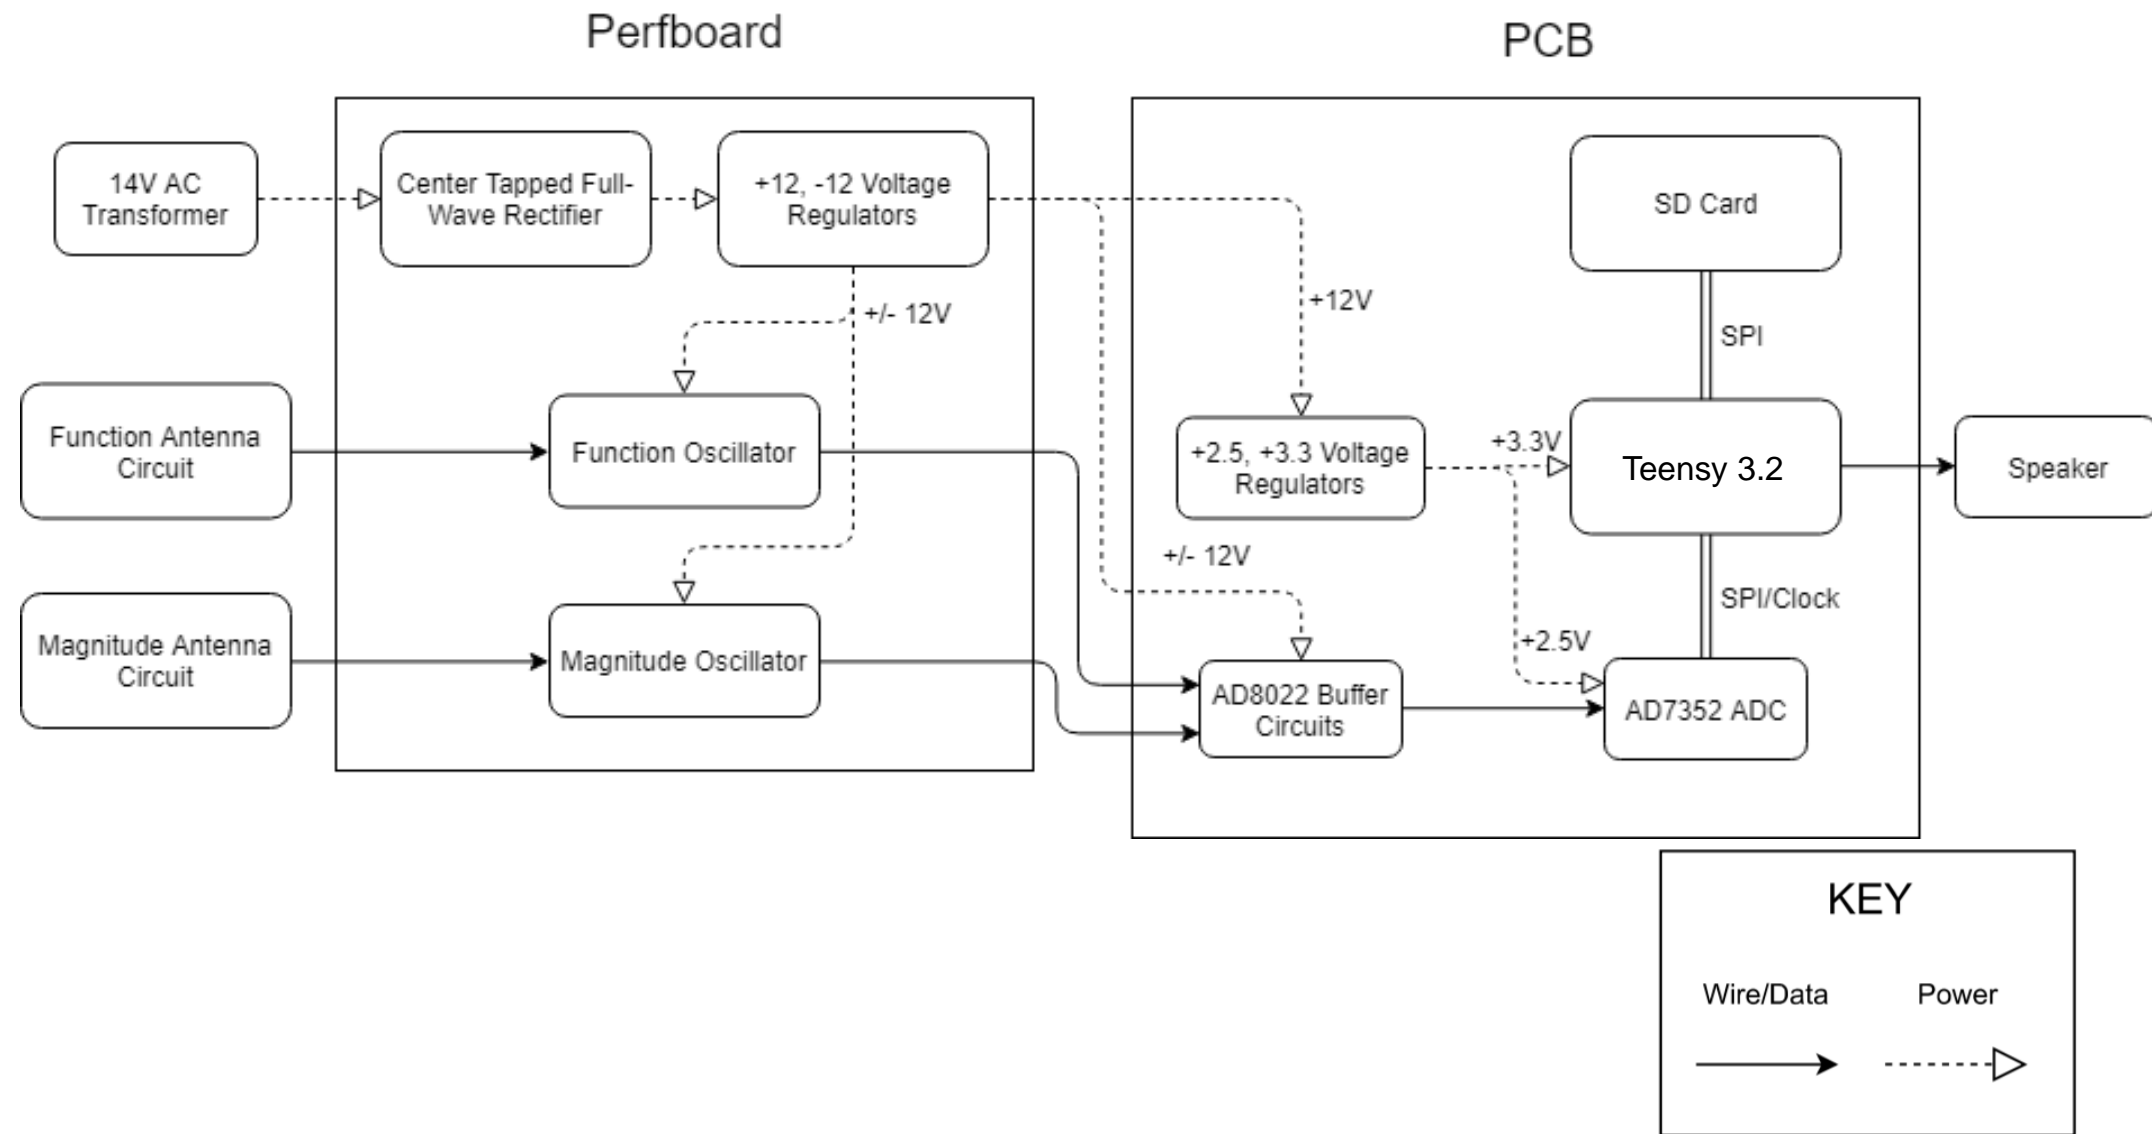 Perfboard
PCB
14V AC
Transformer
Center Tapped Full-
Wave Rectifier
+12, -12 Voltage
Regulators
SD Card
+12V
+/- 12V
SPI
Function Antenna
Circuit
Function Oscillator
+2.5, +3.3 Voltage
Regulators
+3.3V
Teensy 3.2
Speaker
+/- 12V
SPI/Clock
+2.5V
Magnitude Antenna
Circuit
Magnitude Oscillator
AD8022 Buffer
Circuits
AD7352 ADC
KEY
Wire/Data
Power